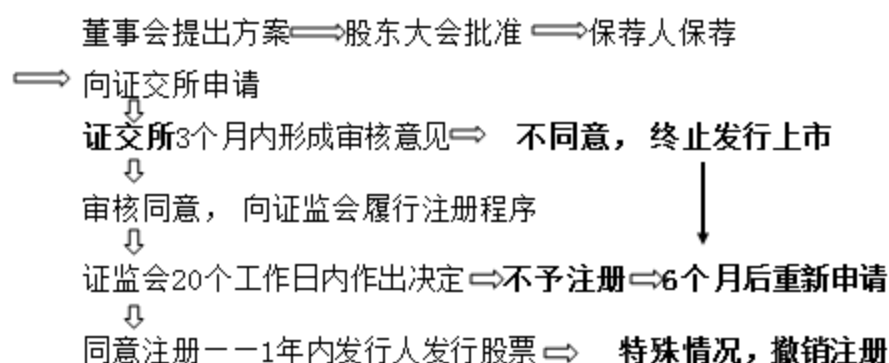 董事会提出方案⇒股东大会批准⇒保荐人保荐
⇒向证交所申请
⇩
证交所3个月内形成审核意见⇒ 不同意，终止发行上市
⇩ ↓
审核同意， 向证监会履行注册程序
⇩
证监会20个工作日内作出决定⇒不予注册⇒6个月后重新申请
⇩
同意注册——1年内发行人发行股票⇒ 特殊情况，撤销注册